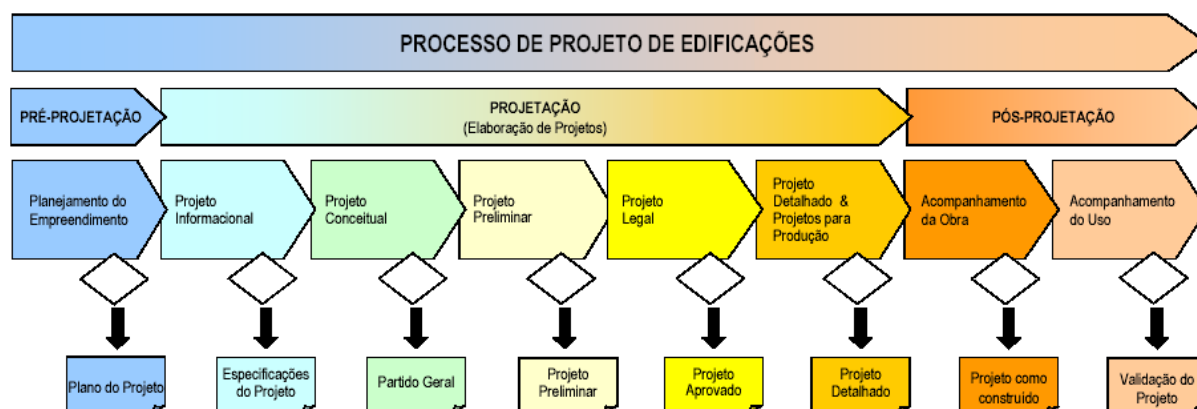 PROCESSO DE PROJETO DE EDIFICAÇÕES
PRÉ-PROJETAÇÃO
PROJETAÇÃO
(Elaboração de Projetos)
PÓS-PROJETAÇÃO
Planejamento do
Empreendimento
Projeto
Informacional
Projeto
Conceitual
Projeto
Preliminar
Projeto
Legal
Projeto
Detalhado &
Projetos para
Produção
Acompanhamento
da Obra
Acompanhamento
do Uso
Plano do Projeto
Especificações
do Projeto
Partido Geral
Projeto
Preliminar
Projeto
Aprovado
Projeto
Detalhado
Projeto como
construido
Validação do
Projeto